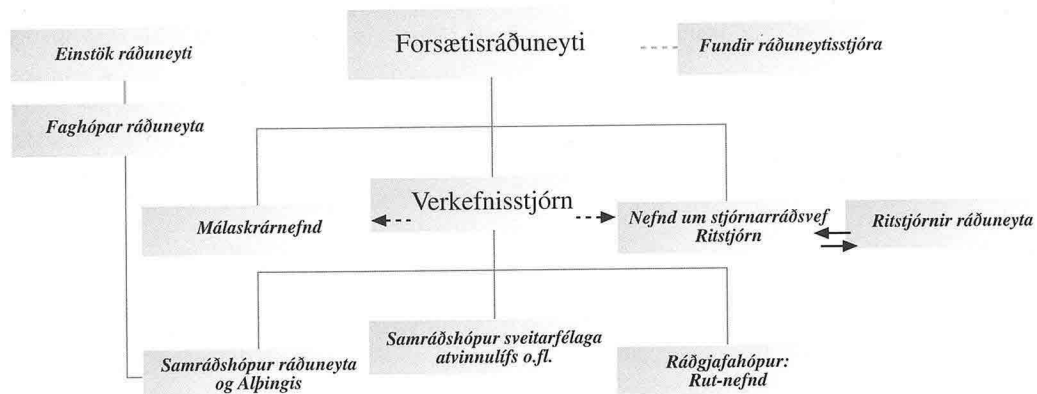 Forsætisráðuneyti
Fundir ráðuneytisstjóra
Einstök ráðuneyti
Faghópar ráðuneyta
Verkefnisstjórn
Málaskrárnefnd
Nefnd um stjórnarráðsvef
Ritstjórn
Ritstjórnir ráðuneyta
Samráðshópur ráðuneyta
og Alþingis
Samráðshópur sveitarfélaga
atvinnulífs o.fl.
Ráðgjafahópur:
Rut-nefnd